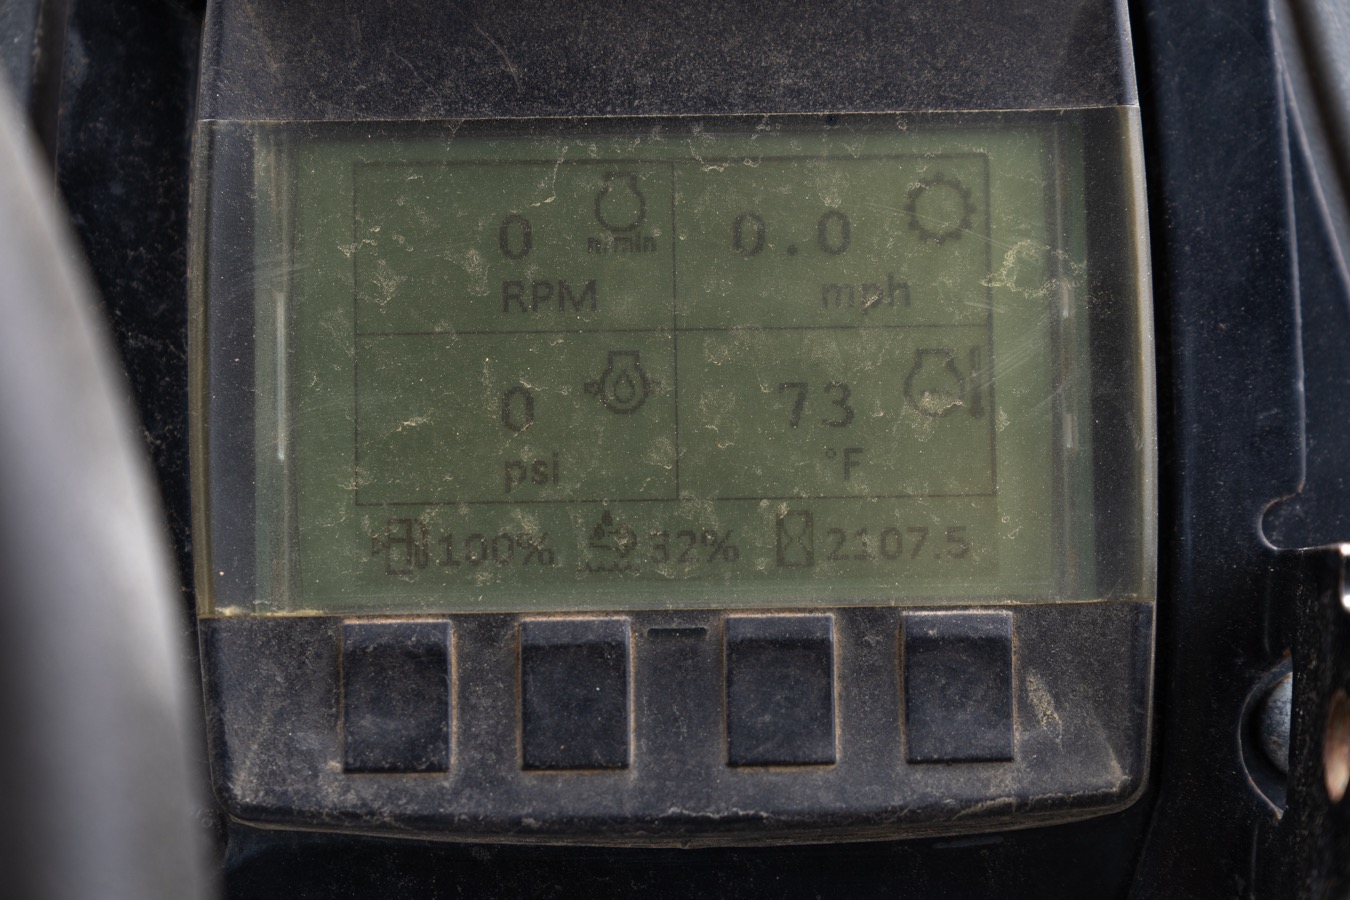 0 n/min 0.0
RPM mph
0 73
psi °F
100% 32% 2107.5